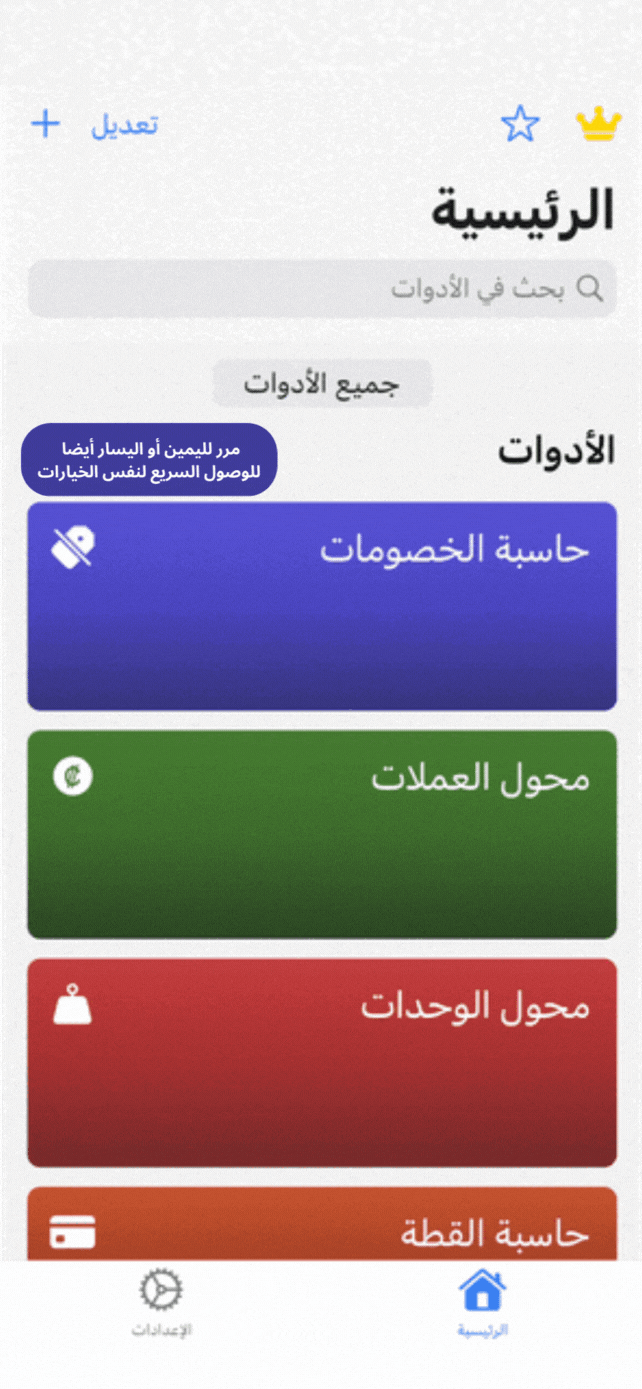 تعديل
الرئيسية
بحث في الأدوات
جميع الأدوات
الأدوات
مرر لليمين أو اليسار أيضا
للوصول السريع لنفس الخيارات
حاسبة الخصومات
محول العملات
محول الوحدات
حاسبة القطة
الرئيسية
الإعدادات